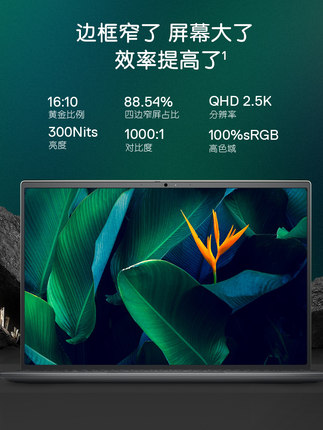 边框窄了 屏幕大了
效率提高了1
16:10
黄金比例
88.54%
四边窄屏占比
QHD 2.5K
分辨率
300Nits
亮度
1000:1
对比度
100%sRGB
高色域